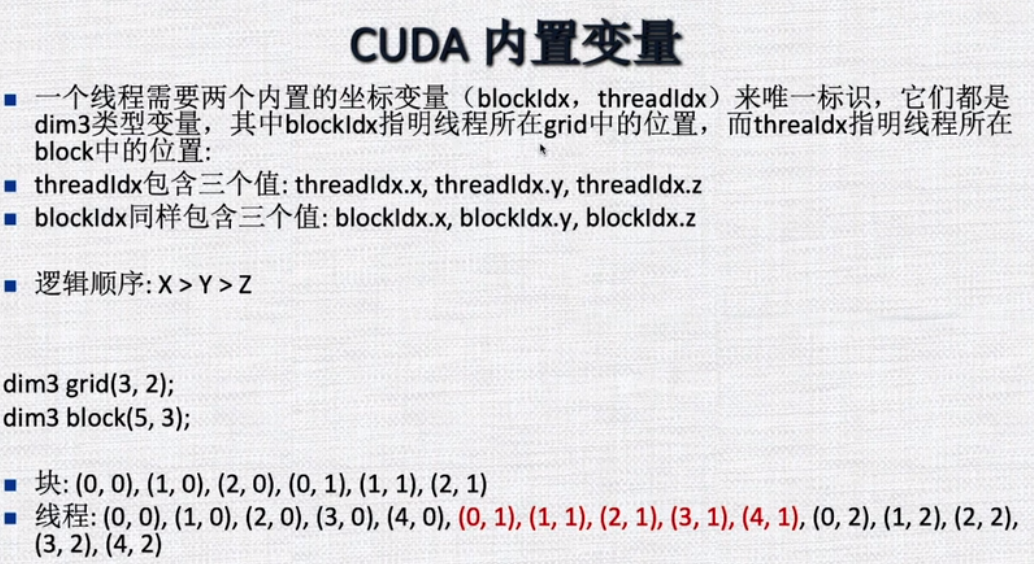 CUDA 内置变量
一个线程需要两个内置的坐标变量（blockIdx，threadIdx）来唯一标识，它们都是
dim3类型变量，其中blockIdx指明线程所在grid中的位置，而threaIdx指明线程所在
block中的位置:
threadIdx包含三个值: threadIdx.x, threadIdx.y, threadIdx.z
blockIdx同样包含三个值: blockIdx.x, blockIdx.y, blockIdx.z
逻辑顺序: X > Y > Z
dim3 grid(3, 2);
dim3 block(5, 3);
块: (0, 0), (1, 0), (2, 0), (0, 1), (1, 1), (2, 1)
线程: (0, 0), (1, 0), (2, 0), (3, 0), (4, 0), (0, 1), (1, 1), (2, 1), (3, 1), (4, 1), (0, 2), (1, 2), (2, 2),
(3, 2), (4, 2)